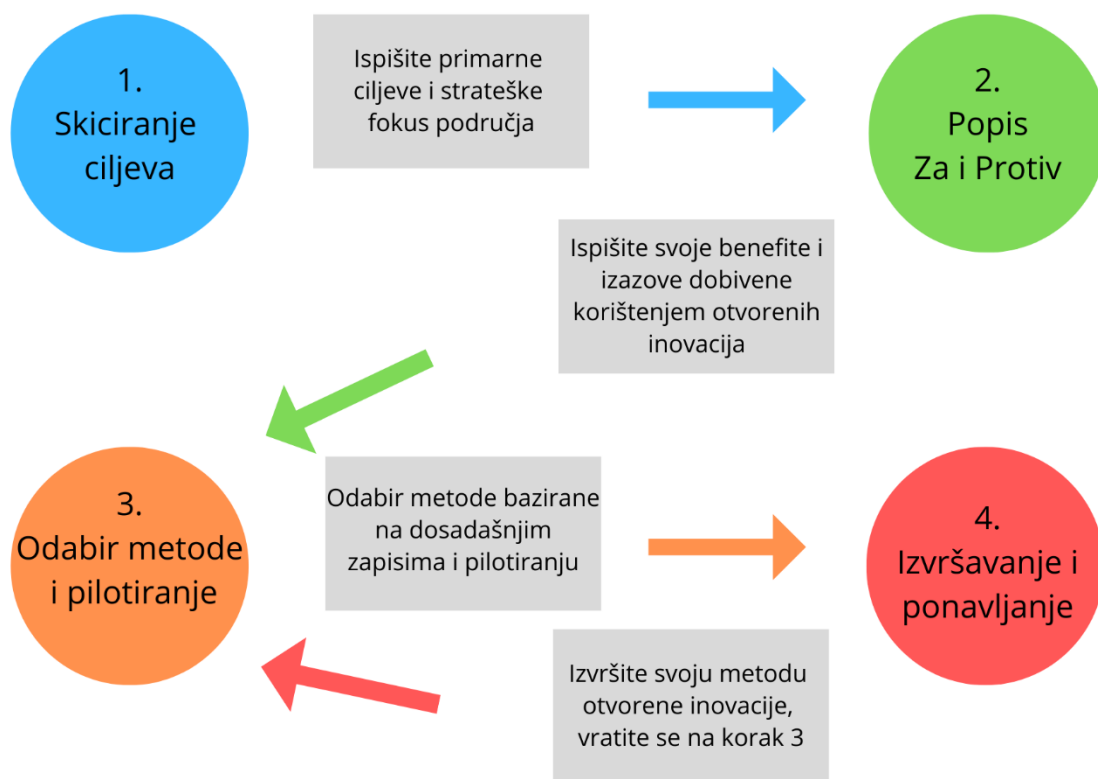 1.
Skiciranje
ciljeva
Ispišite primarne
ciljeve i strateške
fokus područja
2.
Popis
Za i Protiv
Ispišite svoje benefite i
izazove dobivene
korištenjem otvorenih
inovacija
3.
Odabir metode
i pilotiranje
Odabir metode bazirane
na dosadašnjim
zapisima i pilotiranju
4.
Izvršavanje i
ponavljanje
Izvršite svoju metodu
otvorene inovacije,
vratite se na korak 3